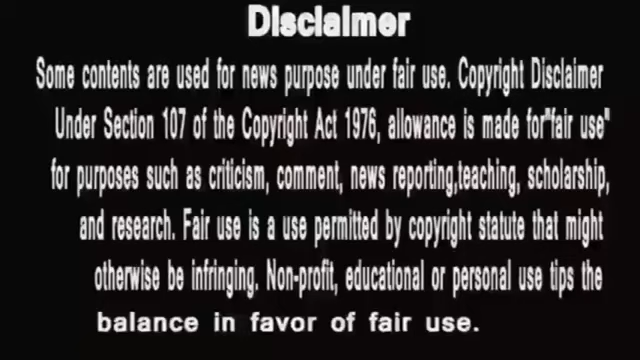 Disclaimer
Some contents are used for news purpose under fair use. Copyright Disclaimer
Under Section 107 of the Copyright Act 1976, allowance is made for"fair use"
for purposes such as criticism, comment, news reporting,teaching, scholarship,
and research. Fair use is a use permitted by copyright statute that might
otherwise be infringing. Non-profit, educational or personal use tips the
balance in favor of fair use.